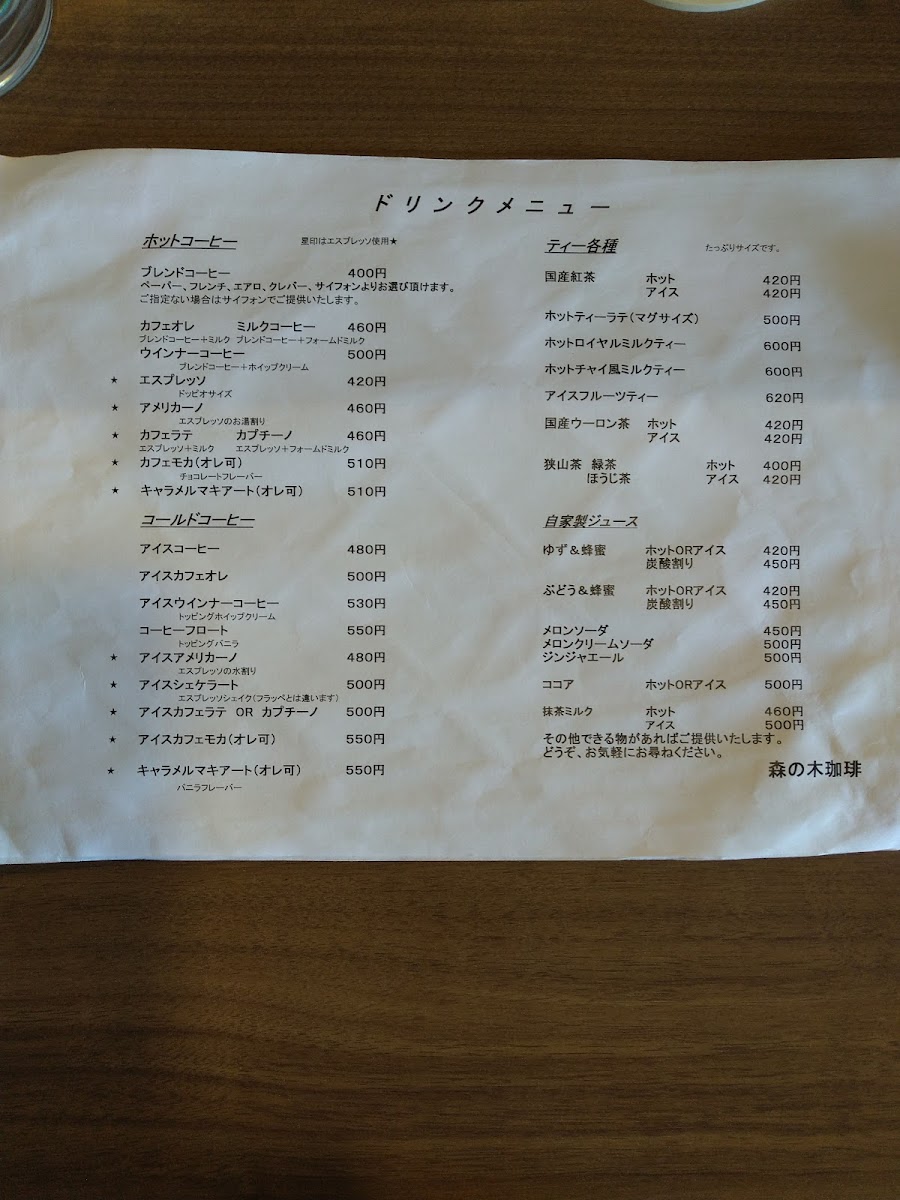 ドリンクメニュー
ホットコーヒー 星印はエスプレッソ使用★
ブレンドコーヒー 400円
ペーパー、フレンチ、エアロ、クレバー、サイフォンよりお選び頂けます。
ご指定ない場合はサイフォンでご提供いたします。
カフェオレ ミルクコーヒー 460円
ブレンドコーヒー+ミルク ブレンドコーヒー+フォームドミルク
ウインナーコーヒー 500円
ブレンドコーヒー+ホイップクリーム
★ エスプレッソ 420円
ドッピオサイズ
★ アメリカーノ 460円
エスプレッソのお湯割り
★ カフェラテ カプチーノ 460円
エスプレッソ+ミルク エスプレッソ+フォームドミルク
★ カフェモカ(オレ可) 510円
チョコレートフレーバー
★ キャラメルマキアート(オレ可) 510円
コールドコーヒー
アイスコーヒー 480円
アイスカフェオレ 500円
アイスウインナーコーヒー 530円
トッピングホイップクリーム
コーヒーフロート 550円
トッピングバニラ
★ アイスアメリカーノ 480円
エスプレッソの水割り
★ アイスシェケラート 500円
エスプレッソシェイク(フラッペとは違います)
★ アイスカフェラテ OR カプチーノ 500円
★ アイスカフェモカ(オレ可) 550円
★ キャラメルマキアート(オレ可) 550円
バニラフレーバー
ティー各種 たっぷりサイズです。
国産紅茶 ホット 420円
アイス 420円
ホットティーラテ(マグサイズ) 500円
ホットロイヤルミルクティー 600円
ホットチャイ風ミルクティー 600円
アイスフルーツティー 620円
国産ウーロン茶 ホット 420円
アイス 420円
狭山茶 緑茶 ホット 400円
ほうじ茶 アイス 420円
自家製ジュース
ゆず&蜂蜜 ホットORアイス 420円
炭酸割り 450円
ぶどう&蜂蜜 ホットORアイス 420円
炭酸割り 450円
メロンソーダ 450円
メロンクリームソーダ 500円
ジンジャエール 500円
ココア ホットORアイス 500円
抹茶ミルク ホット 460円
アイス 500円
その他できる物があればご提供いたします。
どうぞ、お気軽にお尋ねください。
森の木珈琲